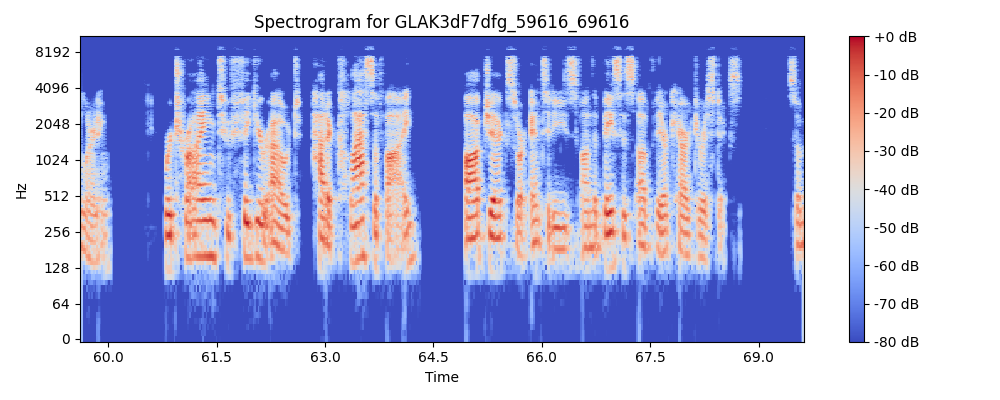 Spectrogram for GLAK3dF7dfg_59616_69616
Hz
8192
4096
2048
1024
512
256
128
64
0
60.0 61.5 63.0 64.5 66.0 67.5 69.0
Time
+0 dB
-10 dB
-20 dB
-30 dB
-40 dB
-50 dB
-60 dB
-70 dB
-80 dB